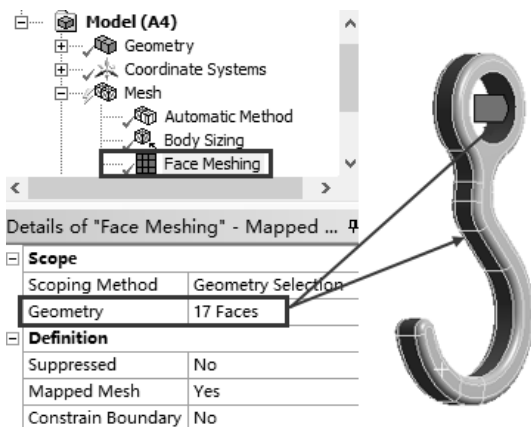 Model (A4)
Geometry
Coordinate Systems
Mesh
Automatic Method
Body Sizing
Face Meshing
Details of "Face Meshing" - Mapped ...
Scope
Scoping Method Geometry Selection
Geometry 17 Faces
Definition
Suppressed No
Mapped Mesh Yes
Constrain Boundary No